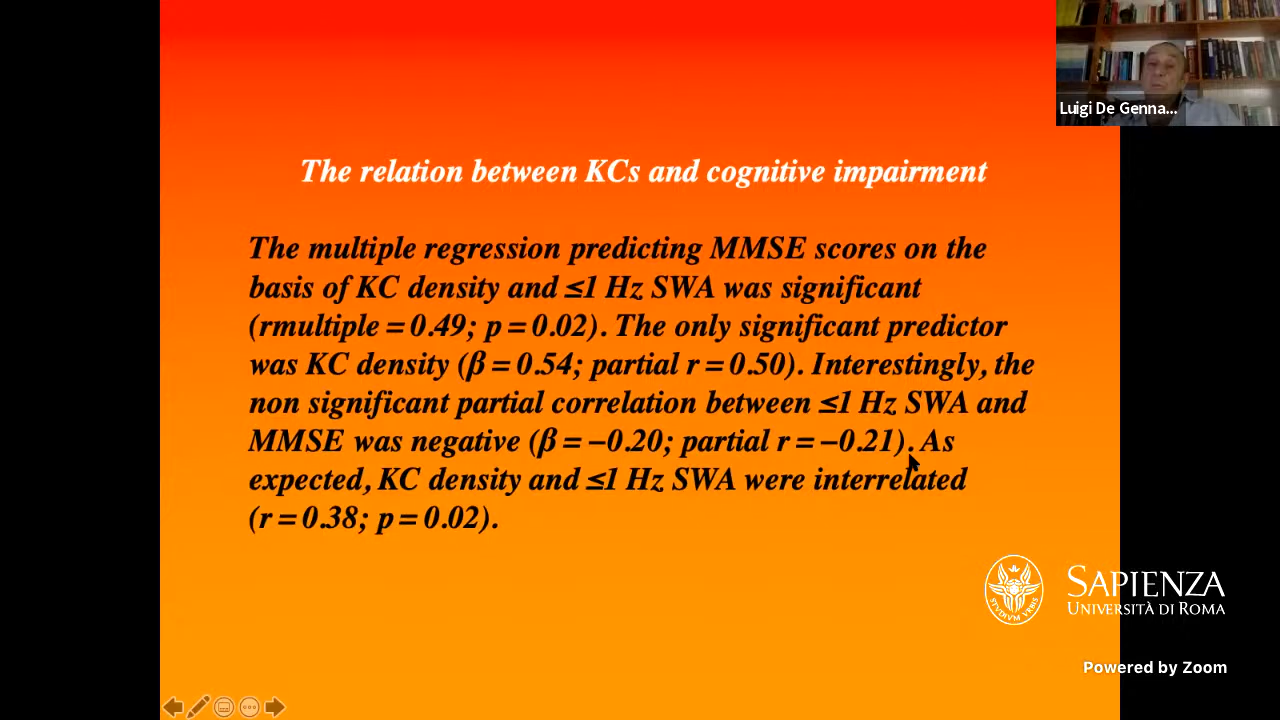 Luigi De Genna...
The relation between KCs and cognitive impairment
The multiple regression predicting MMSE scores on the
basis of KC density and ≤1 Hz SWA was significant
(rmultiple = 0.49; p = 0.02). The only significant predictor
was KC density (β = 0.54; partial r = 0.50). Interestingly, the
non significant partial correlation between ≤1 Hz SWA and
MMSE was negative (β = −0.20; partial r = −0.21). As
expected, KC density and ≤1 Hz SWA were interrelated
(r = 0.38; p = 0.02).
STVDIVM VRBIS
SAPIENZA
UNIVERSITÀ DI ROMA
Powered by Zoom